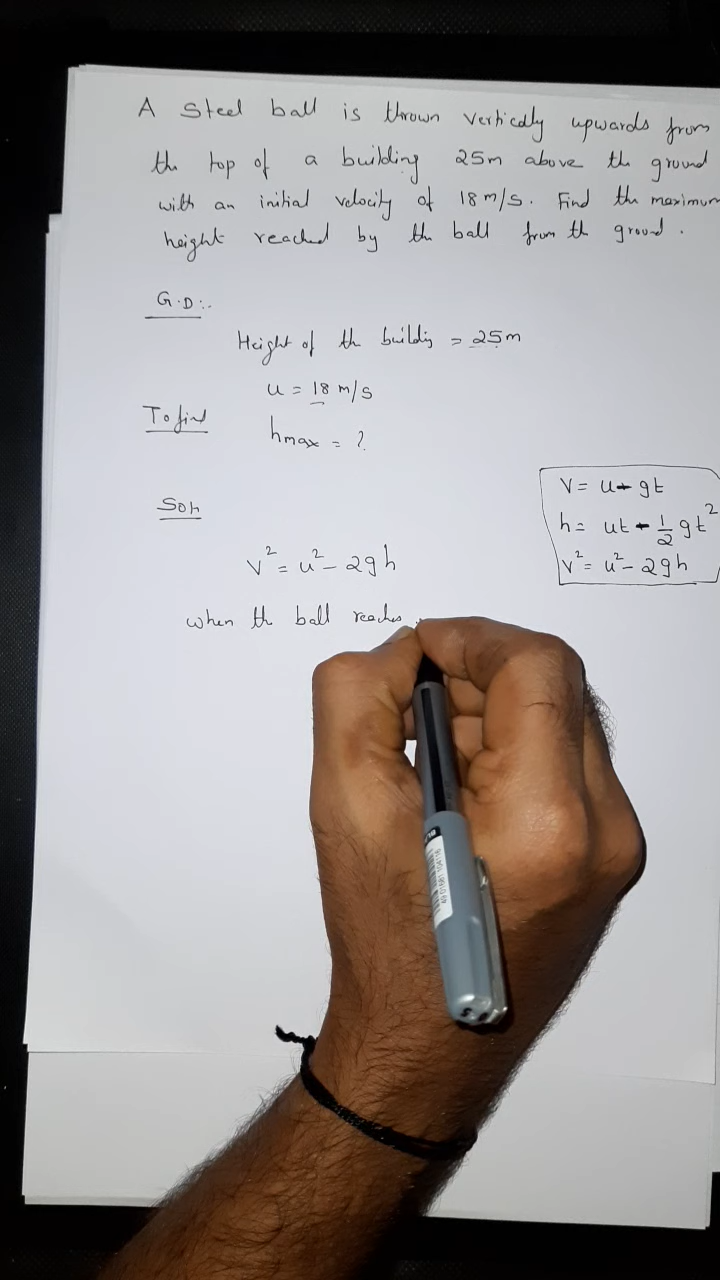 A Steel ball is thrown vertically upwards from
the top of a building 25m above the ground
with an initial velocity of 18 m/s. Find the maximum
height reached by the ball from the ground.
G.D:-
Height of the building = 25m
u = 18 m/s
To find
hmax = ?
Soln
v² = u² - 2gh
when the ball reaches
V = u - gt
h = ut - 1/2 gt²
v² = u² - 2gh